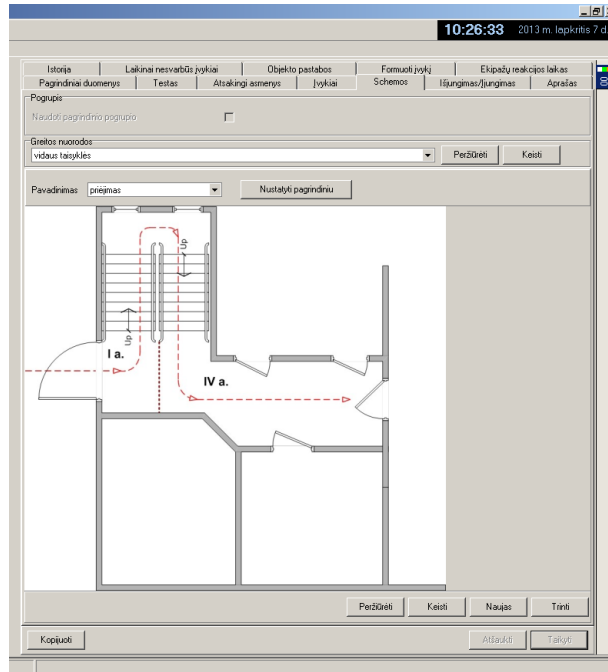 10:26:33 2013 m. lapkritis 7 d.
Istorija Laikinai nesvarbūs įvykiai Objekto pastabos Formuoti įvykį Ekipažų reakcijos laikas
Pagrindiniai duomenys Testas Atsakingi asmenys Įvykiai Schemos Išjungimas/Įjungimas Aprašas
Pogrupis
Naudoti pagrindinio pogrupio
Greitos nuorodos
vidaus taisyklės Peržiūrėti Keisti
Pavadinimas priėjimas Nustatyti pagrindiniu
Up
Up
I a.
IV a.
Peržiūrėti Keisti Naujas Trinti
Kopijuoti Atšaukti Taikyti